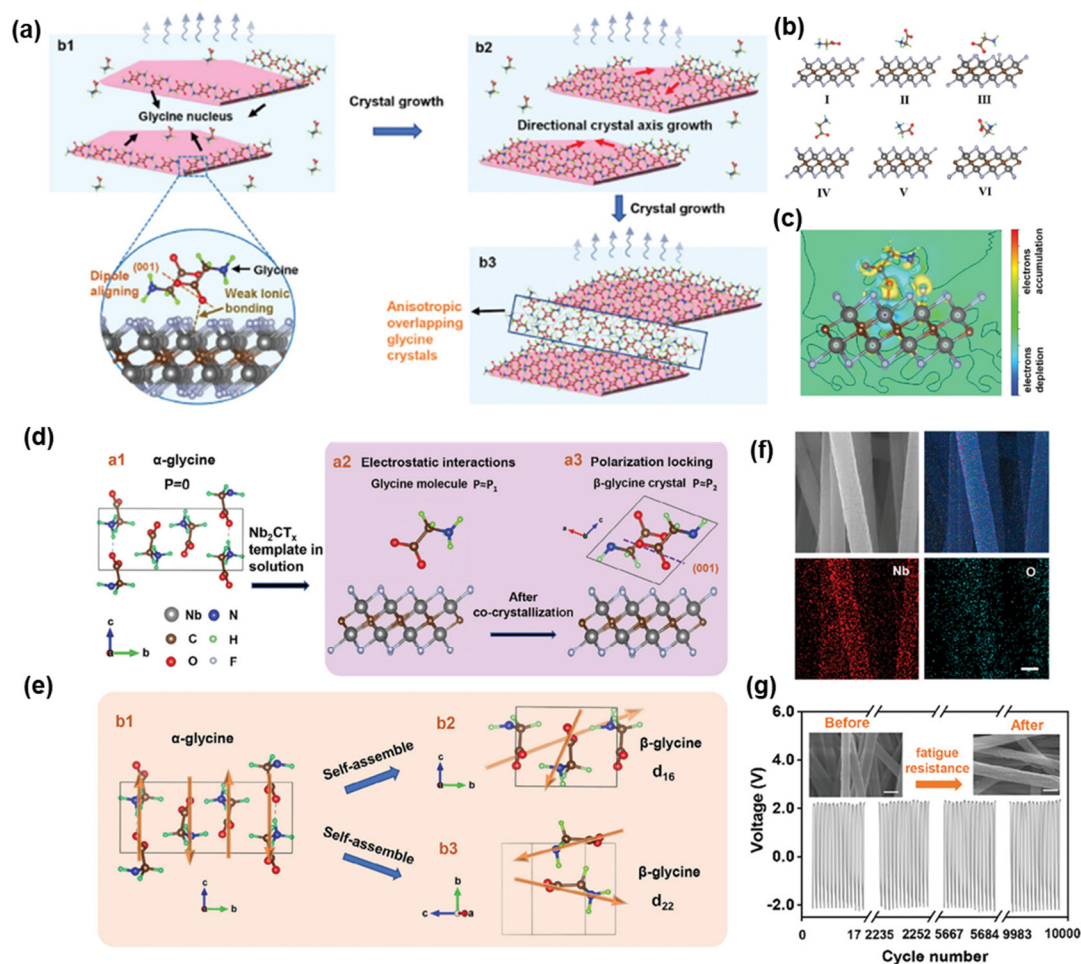 (a)
b1
Glycine nucleus
Crystal growth
b2
Directional crystal axis growth
Crystal growth
b3
Anisotropic
overlapping
glycine
crystals
(001)
Glycine
Dipole
aligning
Weak Ionic
bonding
(b)
I
II
III
IV
V
VI
(c)
electrons
accumulation
electrons
depletion
(d)
a1
α-glycine
P=0
Nb₂CTₓ
template in
solution
Nb
N
C
H
O
F
c
a
b
a2
Electrostatic interactions
Glycine molecule P≈P₁
After
co-crystallization
a3
Polarization locking
β-glycine crystal P≈P₂
a
b
c
(001)
(e)
b1
α-glycine
c
a
b
Self-assemble
Self-assemble
b2
c
a
b
β-glycine
d₁₆
b3
b
c
a
β-glycine
d₂₂
(f)
Nb
O
(g)
Voltage (V)
6.0
4.0
2.0
0.0
-2.0
Before
fatigue
resistance
After
0
17
2235
2252
5667
5684
9983
10000
Cycle number